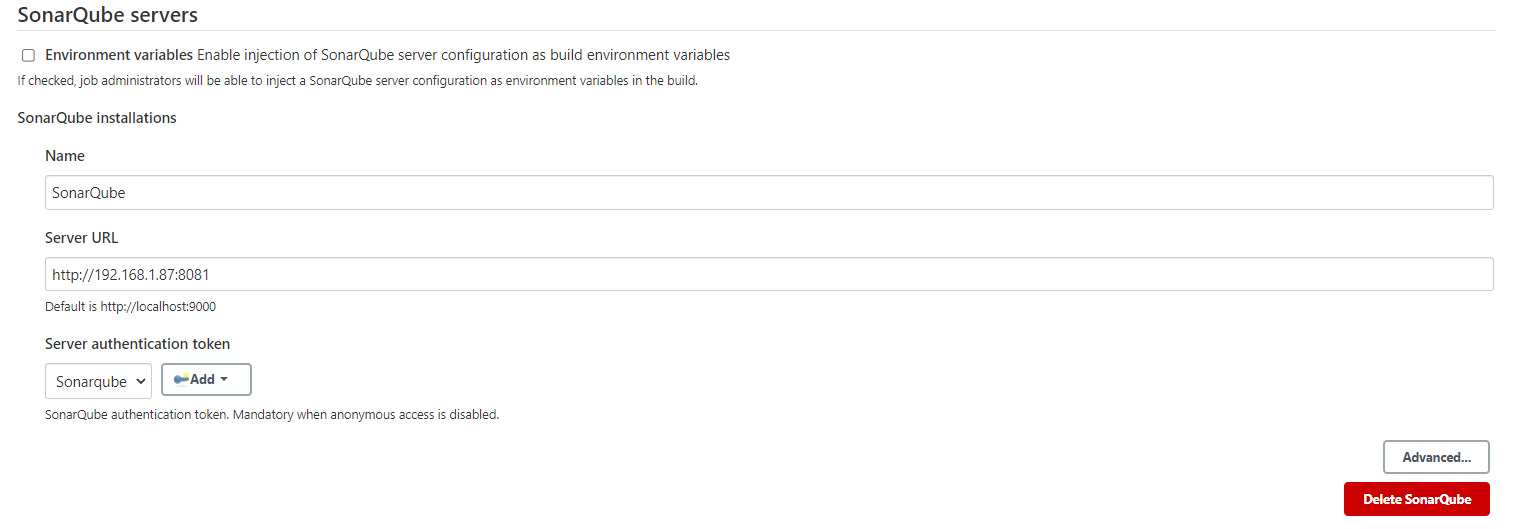 SonarQube servers
Environment variables Enable injection of SonarQube server configuration as build environment variables
If checked, job administrators will be able to inject a SonarQube server configuration as environment variables in the build.
SonarQube installations
Name
SonarQube
Server URL
http://192.168.1.87:8081
Default is http://localhost:9000
Server authentication token
Sonarqube
Add
SonarQube authentication token. Mandatory when anonymous access is disabled.
Advanced...
Delete SonarQube